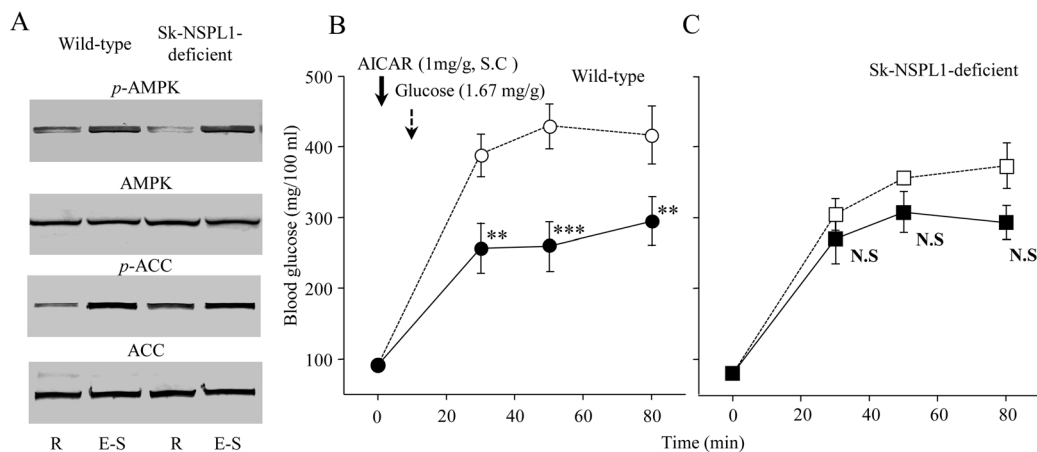 A
Wild-type
Sk-NSPL1-
deficient
p-AMPK
AMPK
p-ACC
ACC
R
E-S
R
E-S
B
AICAR (1mg/g, S.C )
Glucose (1.67 mg/g)
Wild-type
Blood glucose (mg/100 ml)
500
400
300
200
100
**
***
**
0
20
40
60
80
C
Sk-NSPL1-deficient
N.S
N.S
N.S
0
20
40
60
80
Time (min)